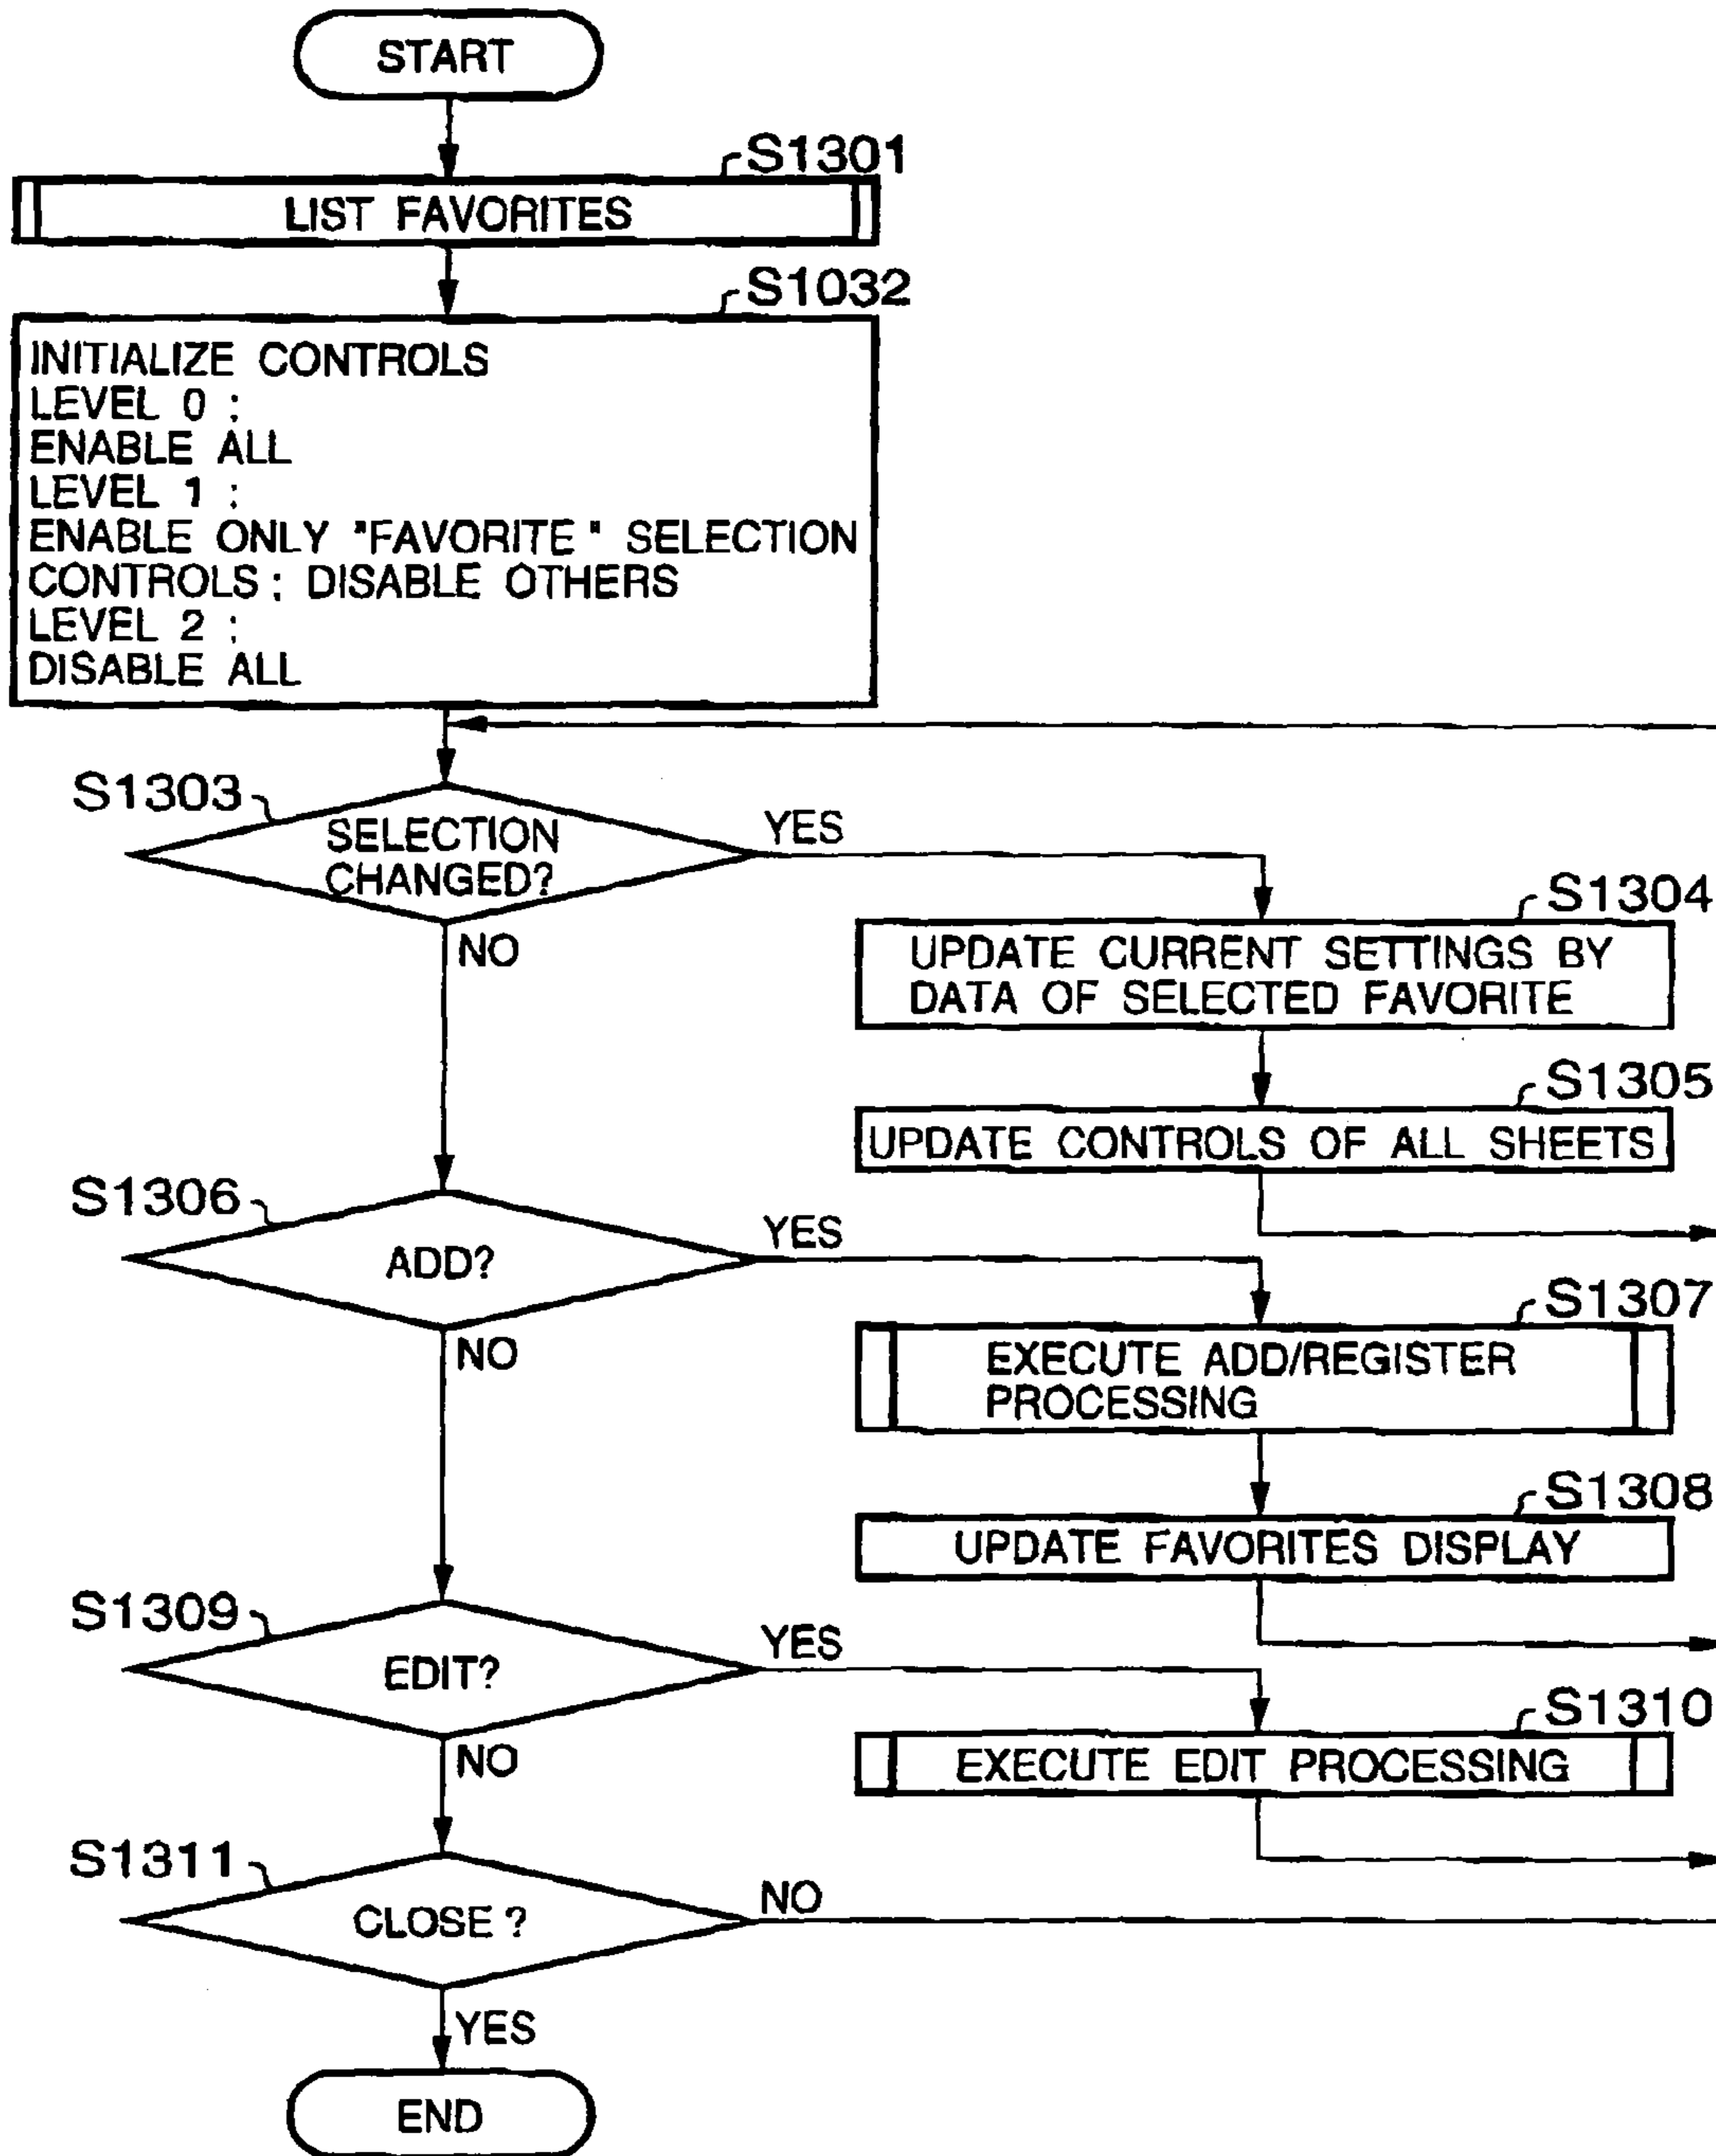 START
S1301
LIST FAVORITES
S1032
INITIALIZE CONTROLS
LEVEL 0 :
ENABLE ALL
LEVEL 1 :
ENABLE ONLY "FAVORITE" SELECTION
CONTROLS ; DISABLE OTHERS
LEVEL 2 :
DISABLE ALL
S1303
SELECTION
CHANGED?
YES
NO
S1304
UPDATE CURRENT SETTINGS BY
DATA OF SELECTED FAVORITE
S1305
UPDATE CONTROLS OF ALL SHEETS
S1306
ADD?
YES
NO
S1307
EXECUTE ADD/REGISTER
PROCESSING
S1308
UPDATE FAVORITES DISPLAY
S1309
EDIT?
YES
NO
S1310
EXECUTE EDIT PROCESSING
S1311
CLOSE ?
NO
YES
END